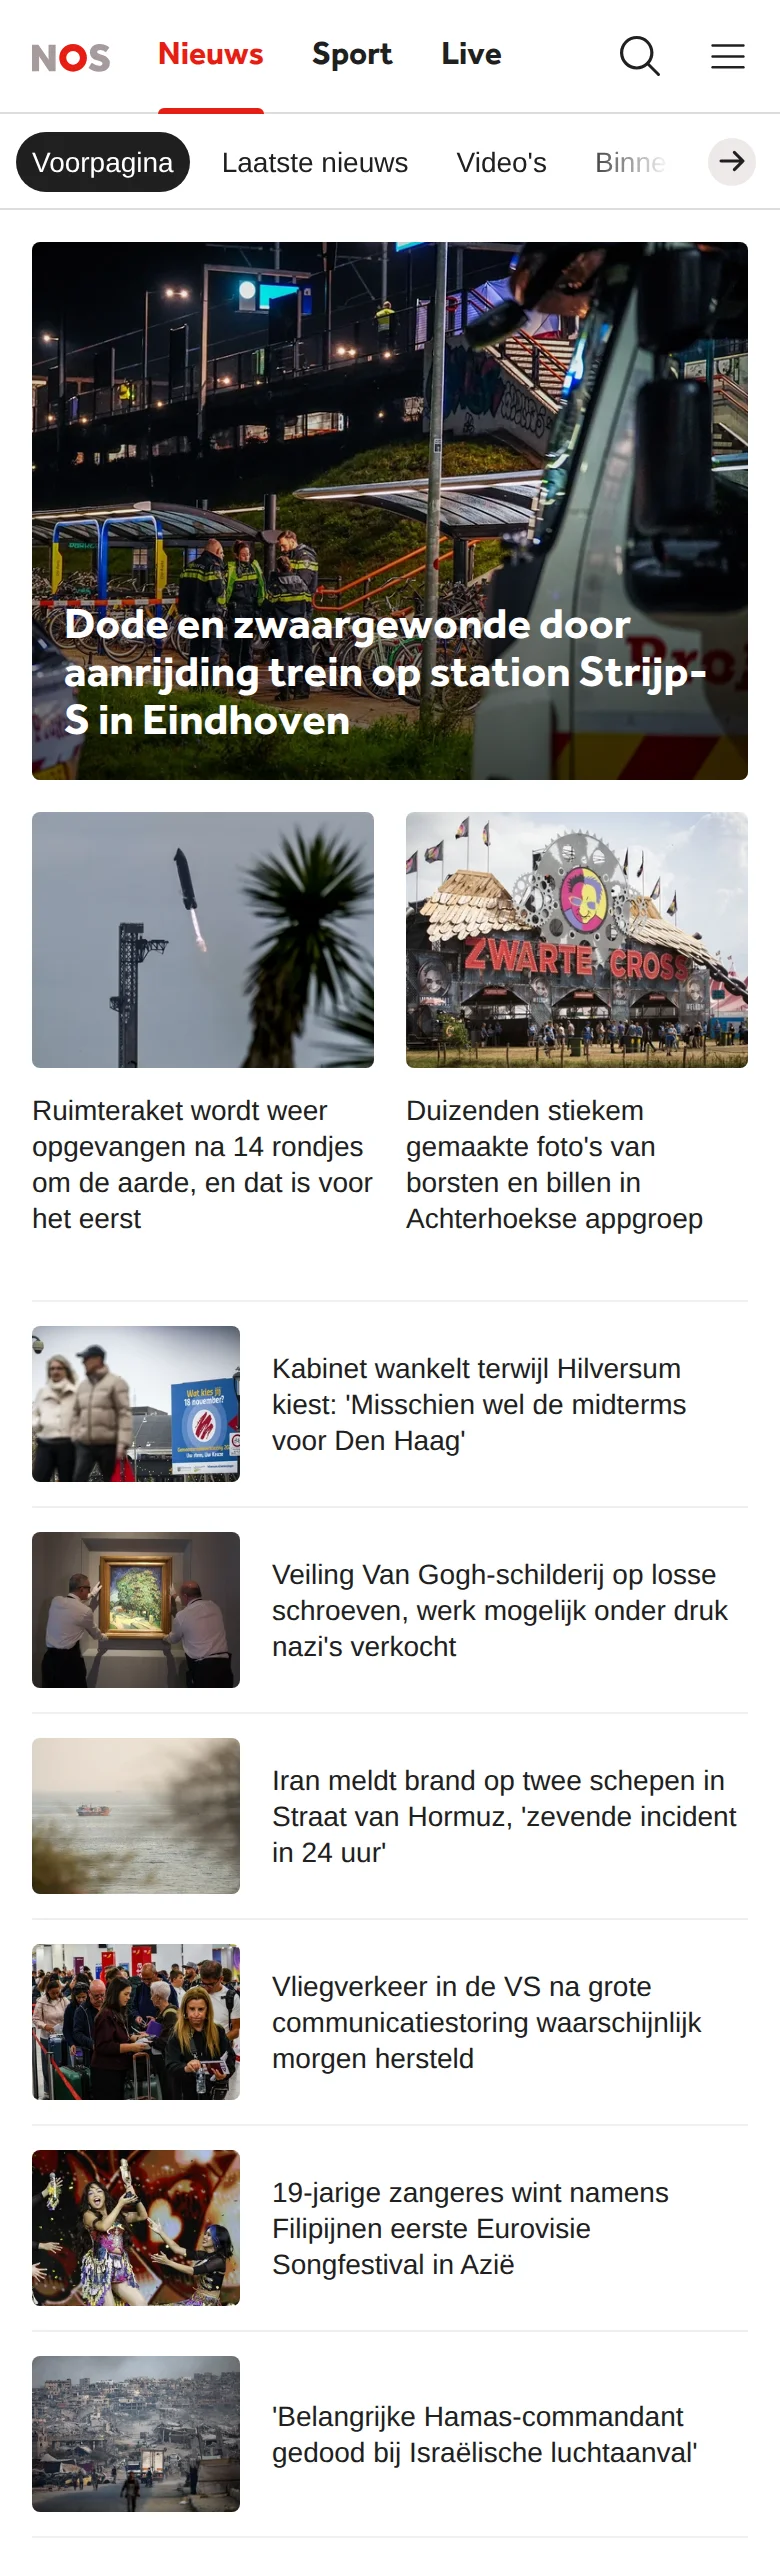 NOS Nieuws Sport Live
Voorpagina Laatste nieuws Video's Binne
Dode en zwaargewonde door
aanrijding trein op station Strijp-
S in Eindhoven
ZWARTE CROSS
Ruimteraket wordt weer
opgevangen na 14 rondjes
om de aarde, en dat is voor
het eerst
Duizenden stiekem
gemaakte foto's van
borsten en billen in
Achterhoekse appgroep
Wat kies jij
18 november?
Kabinet wankelt terwijl Hilversum
kiest: 'Misschien wel de midterms
voor Den Haag'
Veiling Van Gogh-schilderij op losse
schroeven, werk mogelijk onder druk
nazi's verkocht
Iran meldt brand op twee schepen in
Straat van Hormuz, 'zevende incident
in 24 uur'
Vliegverkeer in de VS na grote
communicatiestoring waarschijnlijk
morgen hersteld
19-jarige zangeres wint namens
Filipijnen eerste Eurovisie
Songfestival in Azië
'Belangrijke Hamas-commandant
gedood bij Israëlische luchtaanval'